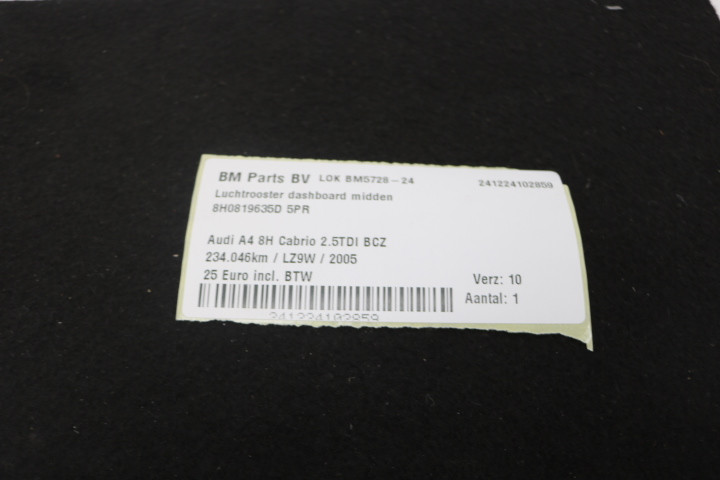 BM Parts BV LOK BM5728-24 241224102859
Luchtrooster dashboard midden
8H0819635D 5PR
Audi A4 8H Cabrio 2.5TDI BCZ
234.046km / LZ9W / 2005
25 Euro incl. BTW Verz: 10
Aantal: 1
241224102859